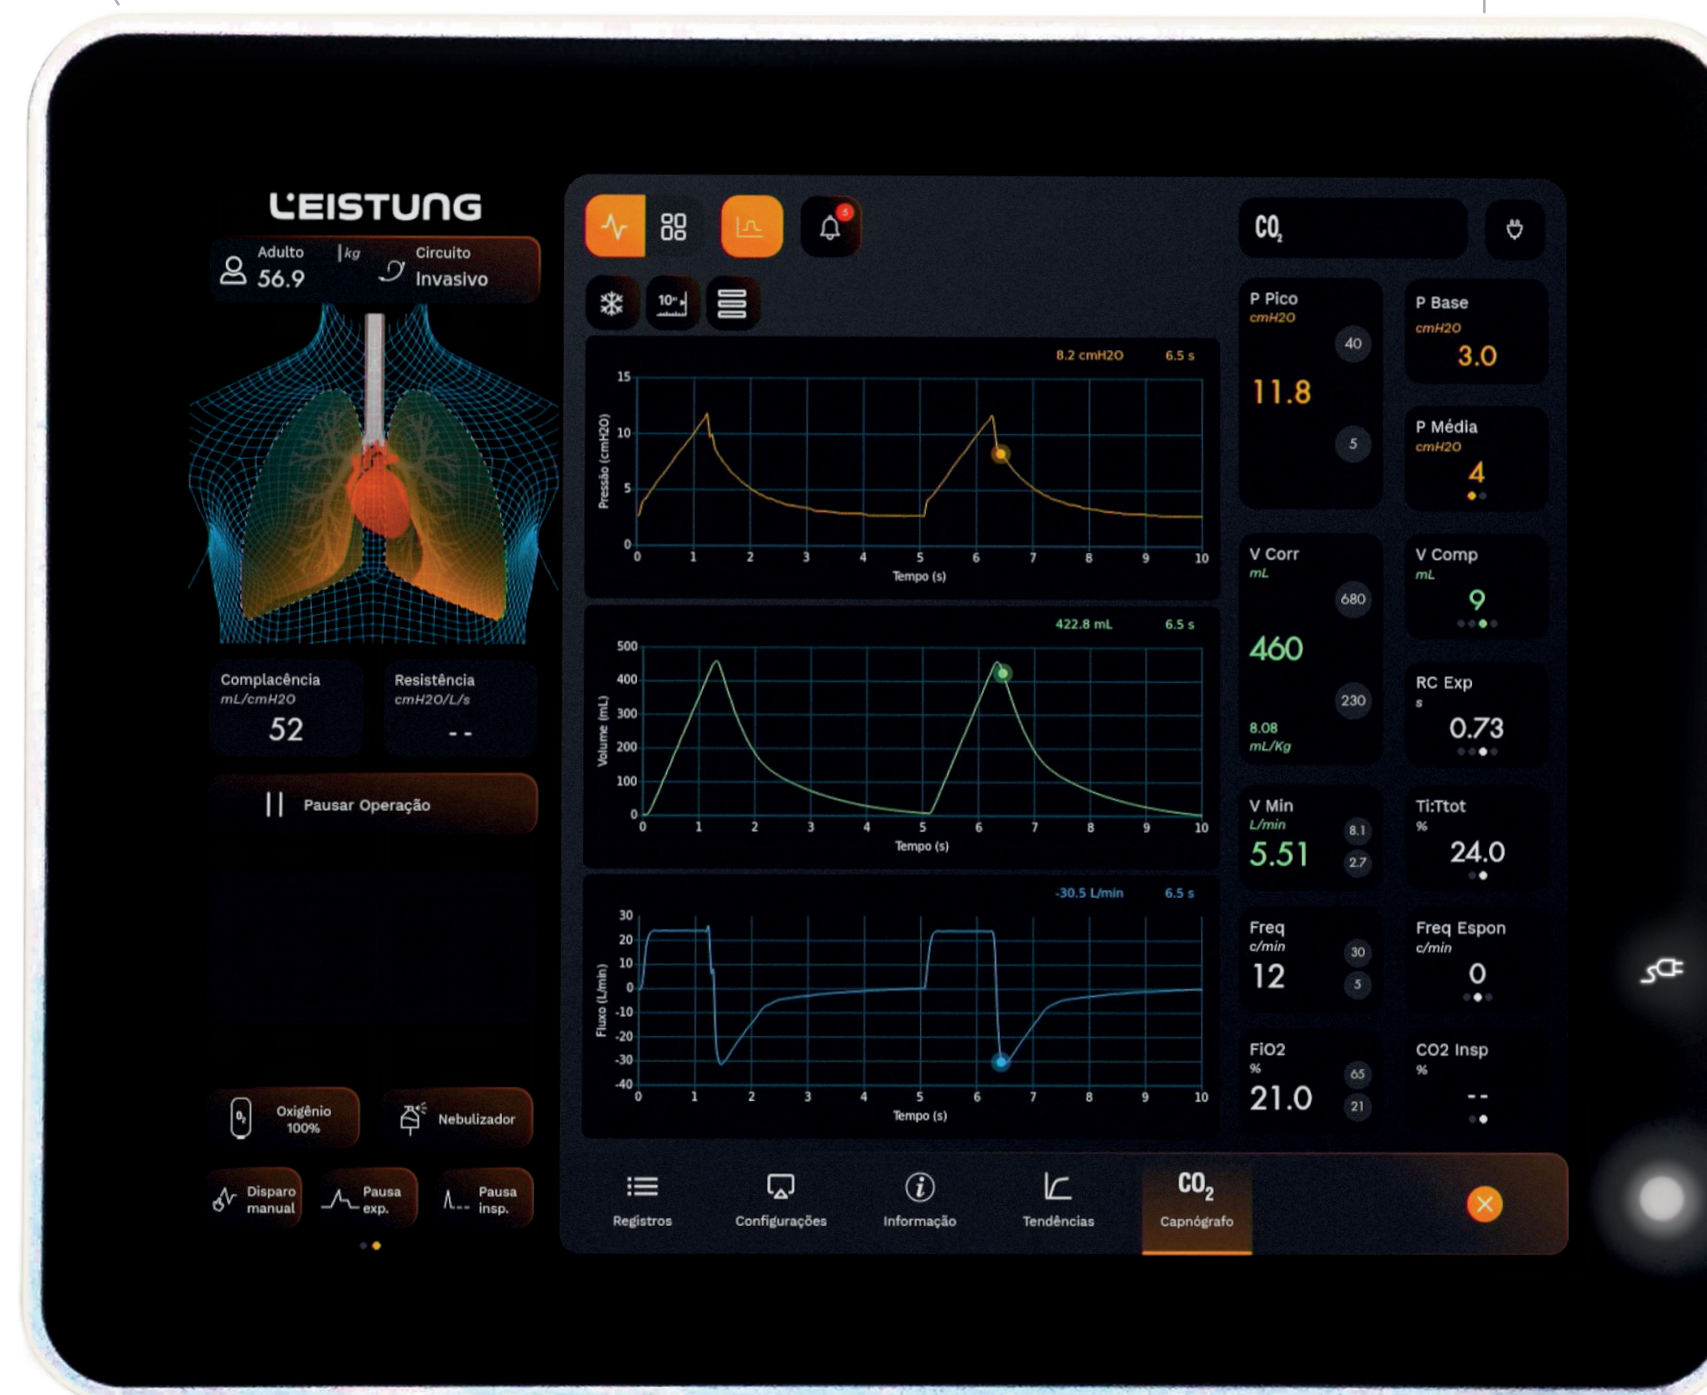 LEISTUNG
Adulto
kg
56.9
Circuito
Invasivo
Complacência
mL/cmH2O
52
Resistência
cmH2O/L/s
--
Pausar Operação
O2
Oxigênio
100%
Nebulizador
Disparo
manual
Pausa
exp.
Pausa
insp.
5
10"
8.2 cmH2O 6.5 s
Pressão (cmH2O)
15
10
5
0
0 1 2 3 4 5 6 7 8 9 10
Tempo (s)
422.8 mL 6.5 s
Volume (mL)
500
400
300
200
100
0
0 1 2 3 4 5 6 7 8 9 10
Tempo (s)
-30.5 L/min 6.5 s
Fluxo (L/min)
30
20
10
0
-10
-20
-30
-40
0 1 2 3 4 5 6 7 8 9 10
Tempo (s)
CO2
P Pico
cmH2O
40
11.8
5
P Base
cmH2O
3.0
P Média
cmH2O
4
V Corr
mL
680
460
230
8.08
mL/Kg
V Comp
mL
9
RC Exp
s
0.73
V Min
L/min
8.1
5.51
2.7
Ti:Ttot
%
24.0
Freq
c/min
30
12
5
Freq Espon
c/min
0
FiO2
%
65
21.0
21
CO2 Insp
%
--
Registros
Configurações
Informação
Tendências
CO2
Capnógrafo